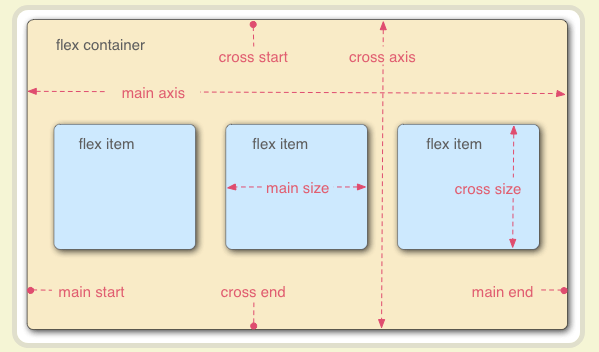 flex container
cross start
cross axis
main axis
flex item
flex item
flex item
main size
cross size
main start
cross end
main end